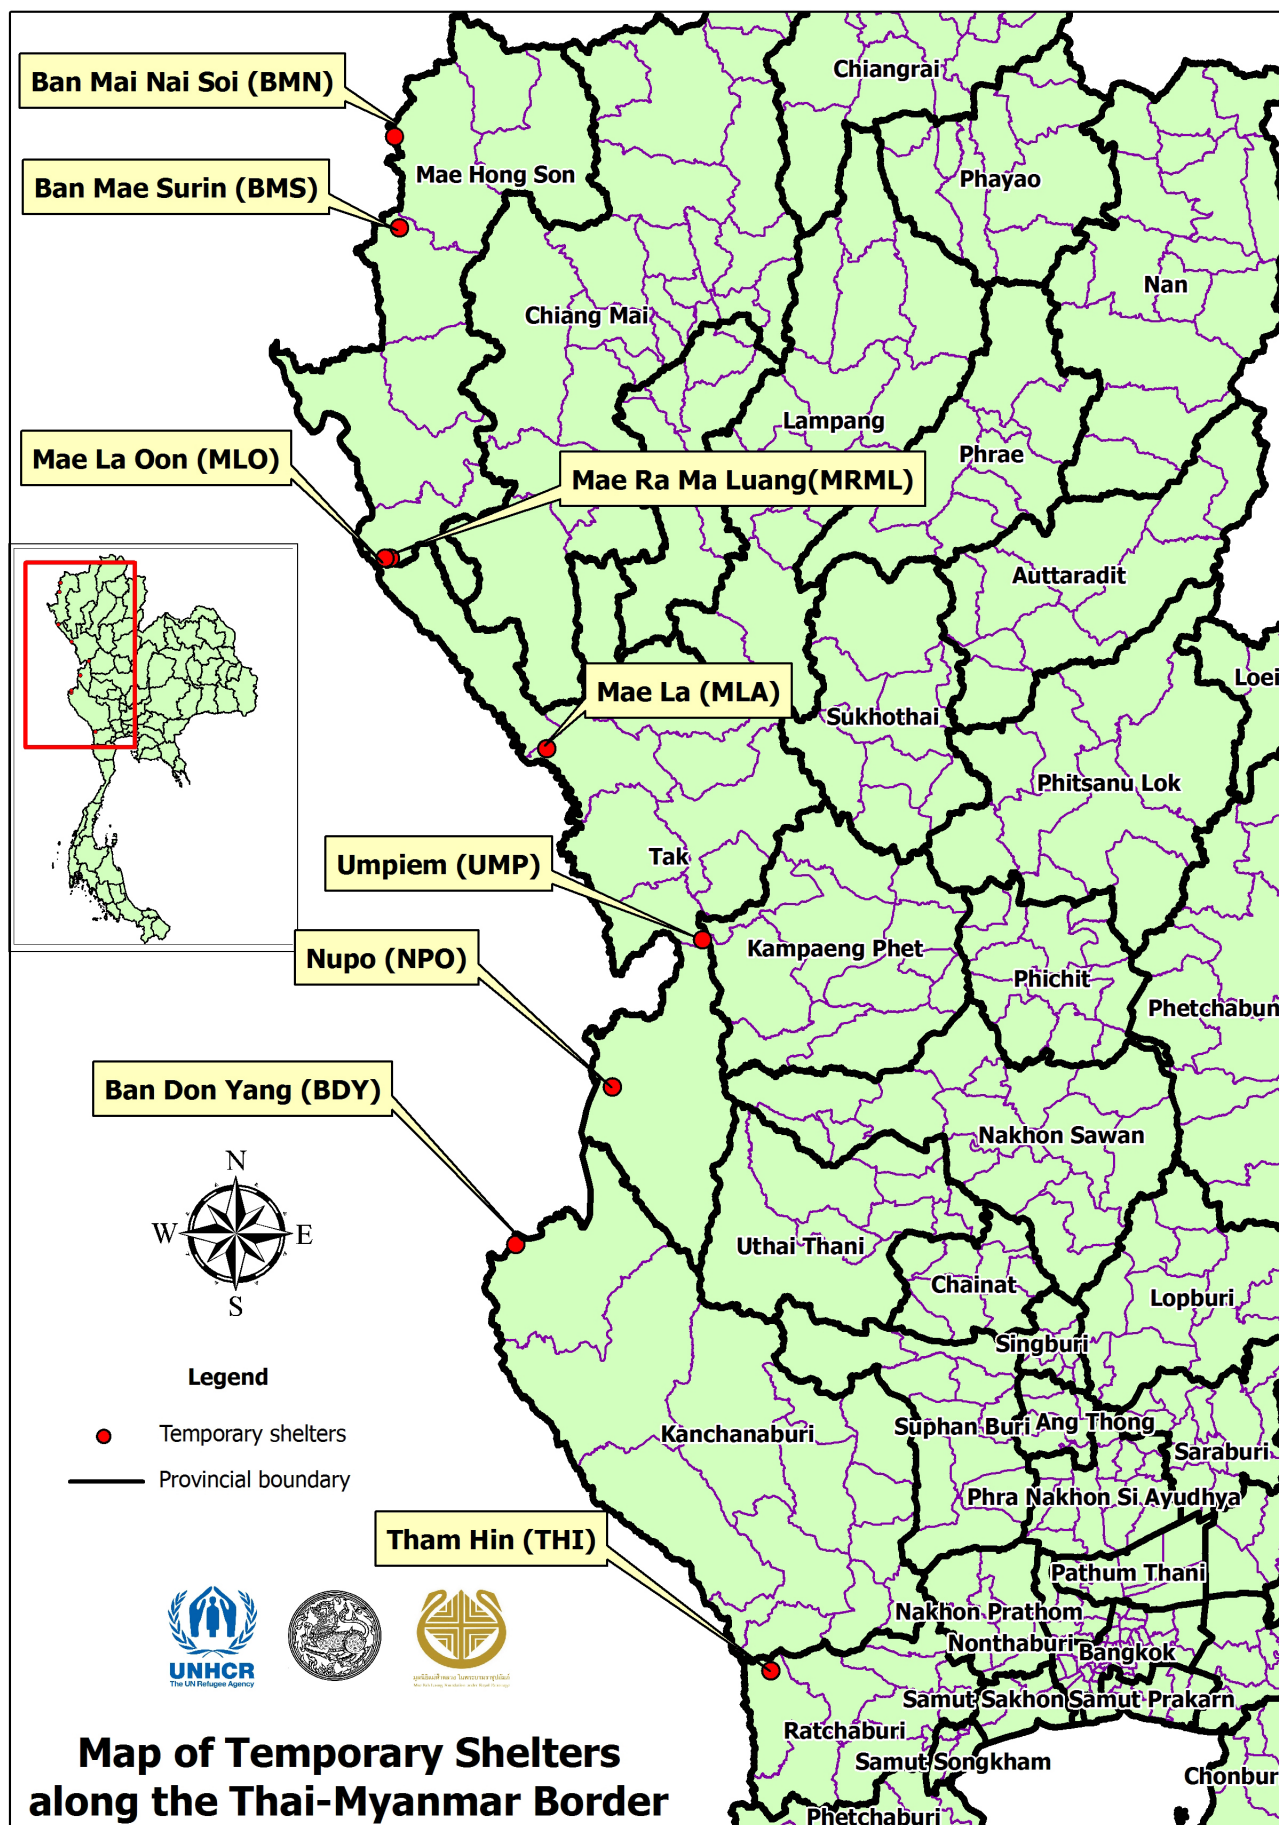 Chiangrai
Ban Mai Nai Soi (BMN)
Mae Hong Son
Phayao
Ban Mae Surin (BMS)
Nan
Chiang Mai
Lampang
Phrae
Mae La Oon (MLO)
Mae Ra Ma Luang(MRML)
Auttaradit
Loei
Mae La (MLA)
Sukhothai
Phitsanu Lok
Tak
Umpiem (UMP)
Kampaeng Phet
Nupo (NPO)
Phichit
Phetchabun
Ban Don Yang (BDY)
Nakhon Sawan
N
W
E
S
Uthai Thani
Chainat
Lopburi
Singburi
Legend
Temporary shelters
Provincial boundary
Kanchanaburi
Suphan Buri
Ang Thong
Saraburi
Phra Nakhon Si Ayudhya
Tham Hin (THI)
Pathum Thani
Nakhon Prathom
Nonthaburi
Bangkok
UNHCR
The UN Refugee Agency
Samut Sakhon
Samut Prakarn
Ratchaburi
Samut Songkham
Chonbur
Phetchaburi
Map of Temporary Shelters
along the Thai-Myanmar Border